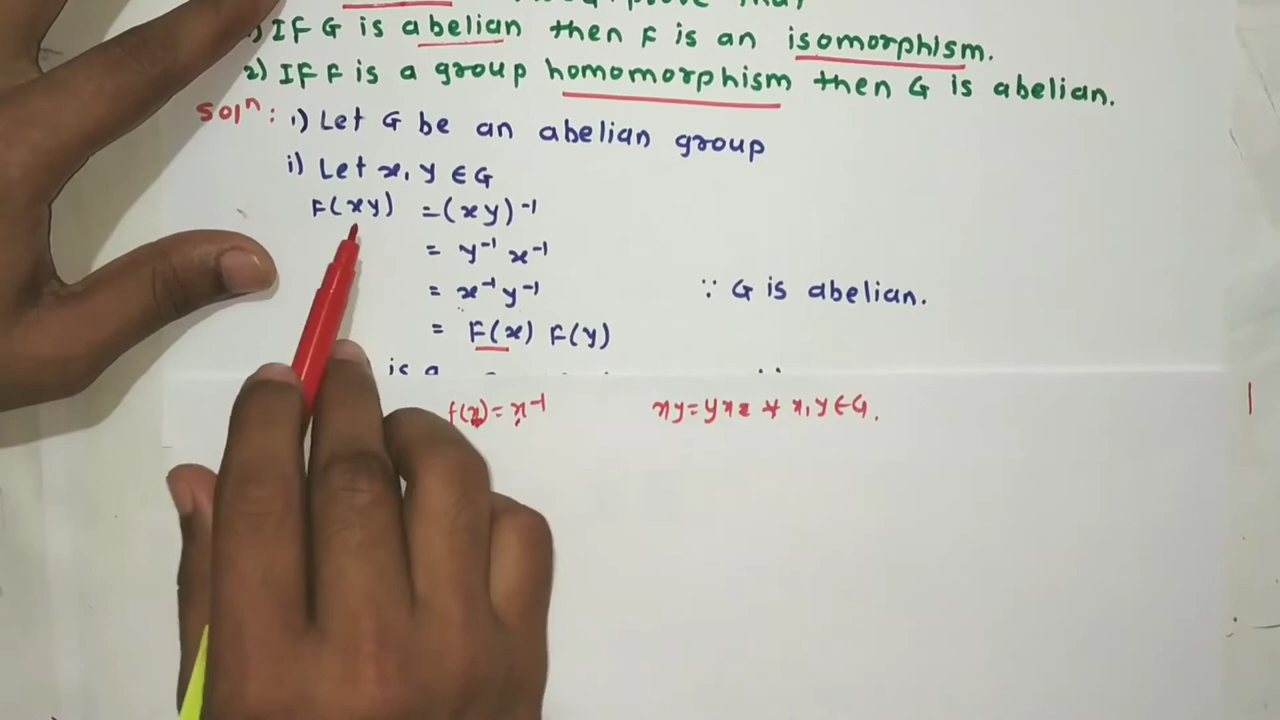 ) If G is abelian then F is an isomorphism.
2) If F is a group homomorphism then G is abelian.
Solⁿ: 1) Let G be an abelian group
i) Let x, y ∈ G
F(xy) = (xy)⁻¹
= y⁻¹ x⁻¹
= x⁻¹ y⁻¹ ∵ G is abelian.
= F(x) F(y)
is a
f(x) = x⁻¹ xy = yx ∀ x, y ∈ G.